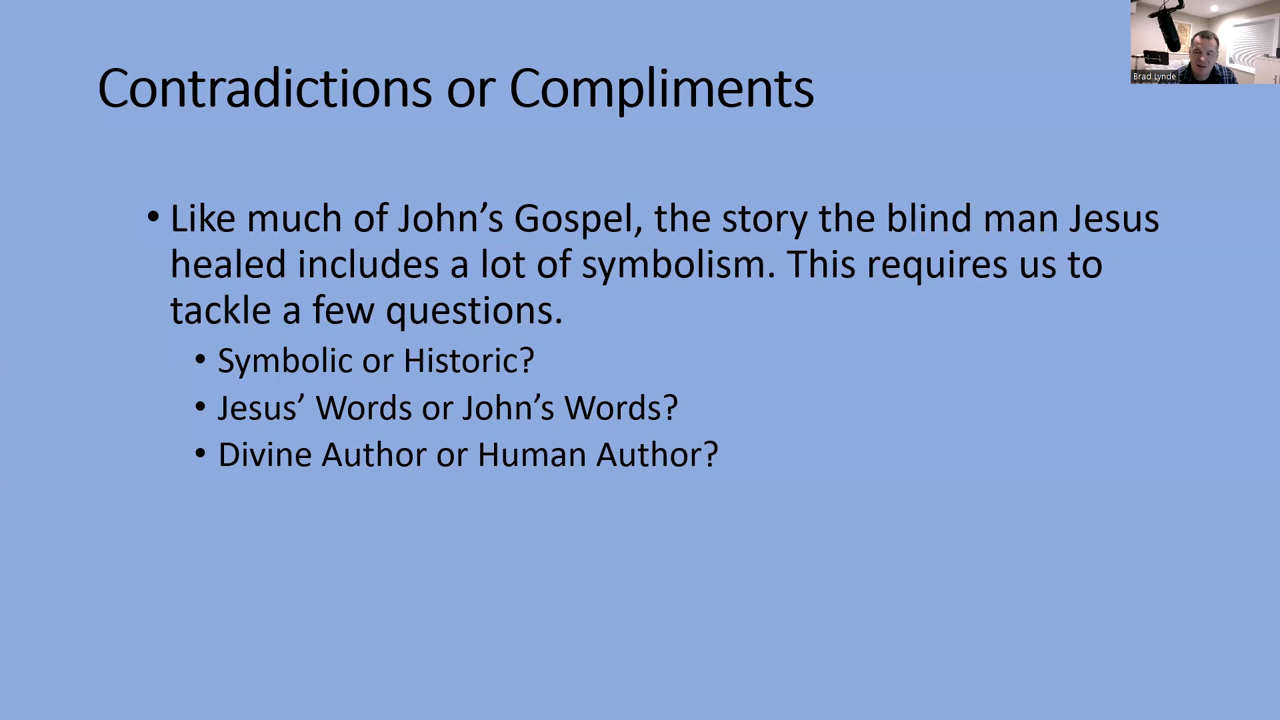 Contradictions or Compliments
• Like much of John’s Gospel, the story the blind man Jesus
healed includes a lot of symbolism. This requires us to
tackle a few questions.
• Symbolic or Historic?
• Jesus’ Words or John’s Words?
• Divine Author or Human Author?
Brad Lynde